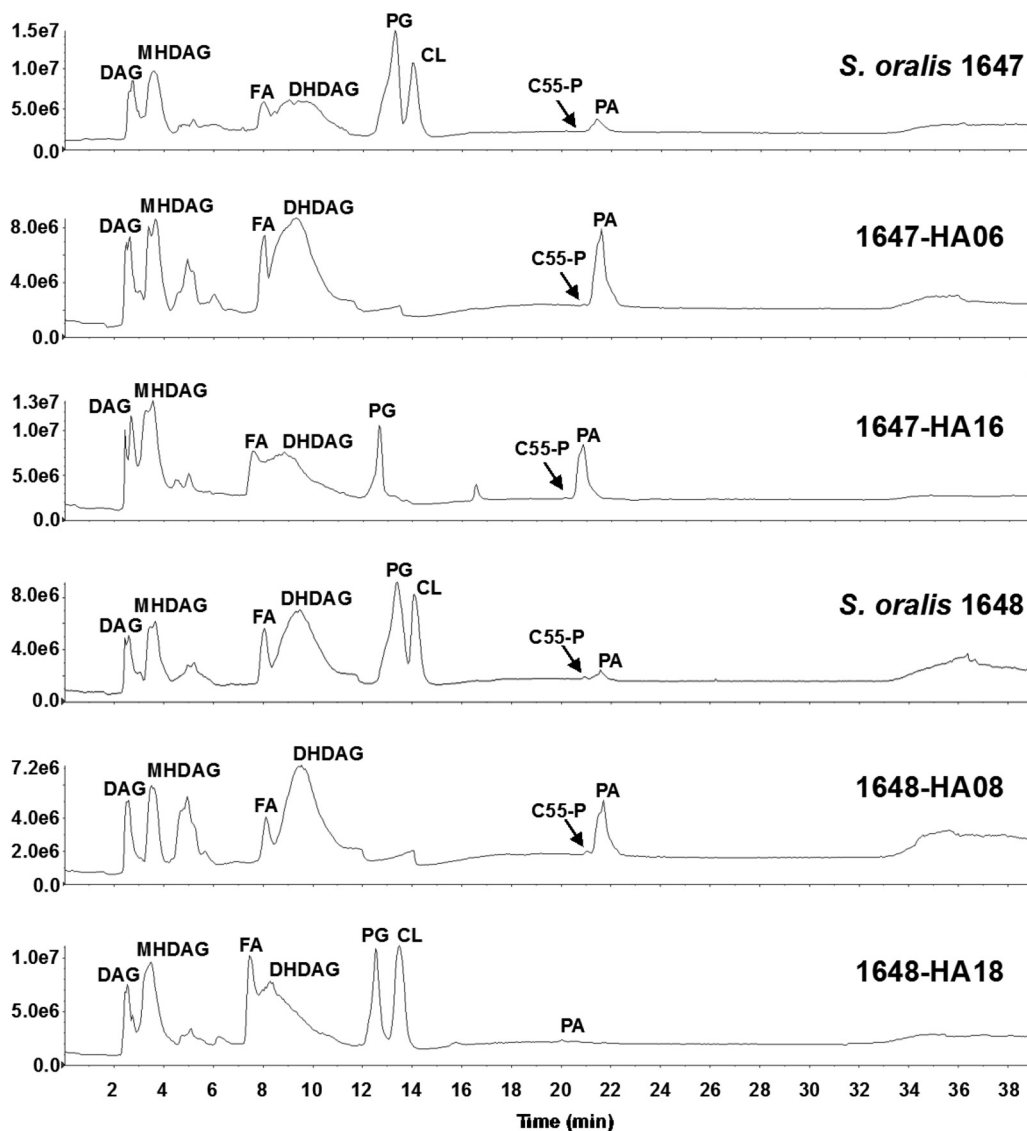 1.5e7
1.0e7
5.0e6
0.0
DAG
MHDAG
FA
DHDAG
PG
CL
C55-P
PA
S. oralis 1647
8.0e6
4.0e6
0.0
DAG
MHDAG
FA
DHDAG
C55-P
PA
1647-HA06
1.3e7
1.0e7
5.0e6
0.0
DAG
MHDAG
FA
DHDAG
PG
C55-P
PA
1647-HA16
8.0e6
4.0e6
2.0e6
0.0
DAG
MHDAG
FA
DHDAG
PG
CL
C55-P
PA
S. oralis 1648
7.2e6
4.0e6
2.0e6
0.0
DAG
MHDAG
FA
DHDAG
C55-P
PA
1648-HA08
1.0e7
5.0e6
0.0
DAG
MHDAG
FA
DHDAG
PG CL
PA
1648-HA18
2 4 6 8 10 12 14 16 18 20 22 24 26 28 30 32 34 36 38
Time (min)